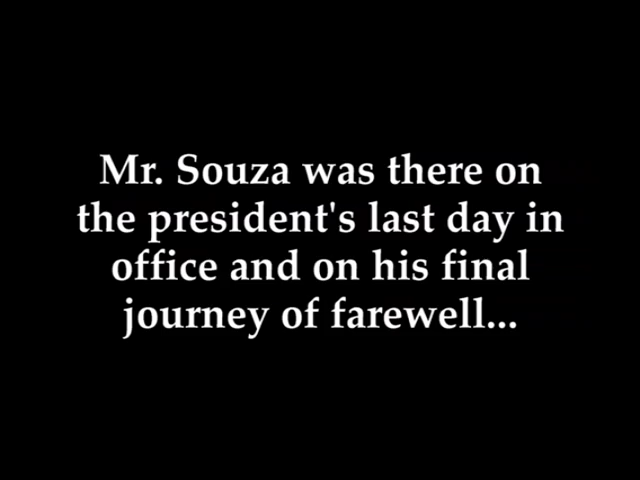 Mr. Souza was there on
the president's last day in
office and on his final
journey of farewell...